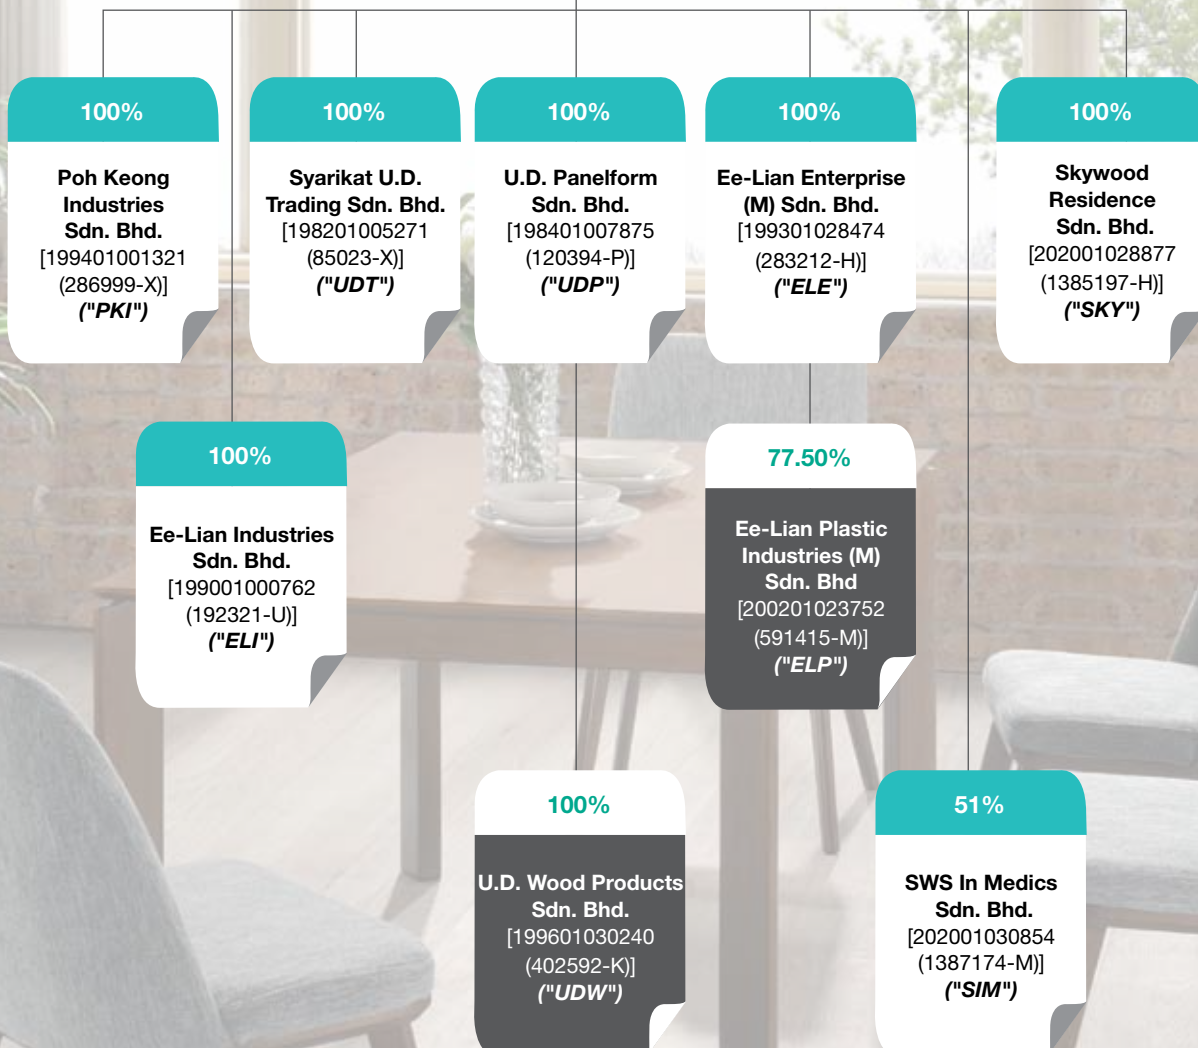 100%
Poh Keong
Industries
Sdn. Bhd.
[199401001321
(286999-X)]
("PKI")
100%
Syarikat U.D.
Trading Sdn. Bhd.
[198201005271
(85023-X)]
("UDT")
100%
U.D. Panelform
Sdn. Bhd.
[198401007875
(120394-P)]
("UDP")
100%
Ee-Lian Enterprise
(M) Sdn. Bhd.
[199301028474
(283212-H)]
("ELE")
100%
Skywood
Residence
Sdn. Bhd.
[202001028877
(1385197-H)]
("SKY")
100%
Ee-Lian Industries
Sdn. Bhd.
[199001000762
(192321-U)]
("ELI")
77.50%
Ee-Lian Plastic
Industries (M)
Sdn. Bhd
[200201023752
(591415-M)]
("ELP")
100%
U.D. Wood Products
Sdn. Bhd.
[199601030240
(402592-K)]
("UDW")
51%
SWS In Medics
Sdn. Bhd.
[202001030854
(1387174-M)]
("SIM")